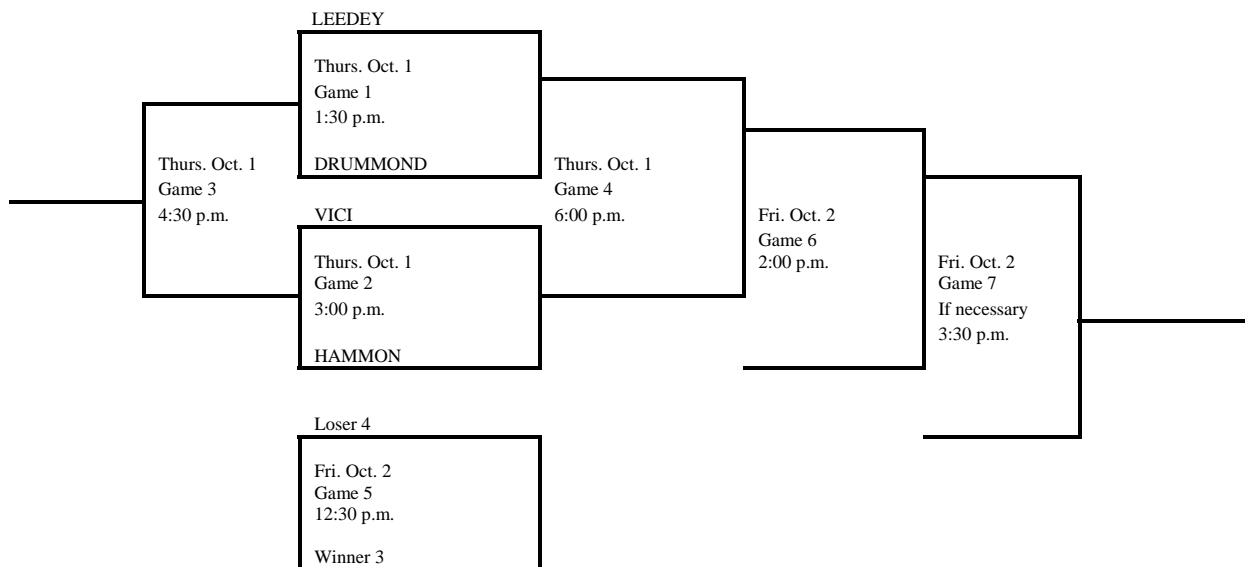 LEEDEY
Thurs. Oct. 1
Game 1
1:30 p.m.
DRUMMOND
Thurs. Oct. 1
Game 3
4:30 p.m.
VICI
Thurs. Oct. 1
Game 2
3:00 p.m.
HAMMON
Thurs. Oct. 1
Game 4
6:00 p.m.
Fri. Oct. 2
Game 6
2:00 p.m.
Fri. Oct. 2
Game 7
If necessary
3:30 p.m.
Loser 4
Fri. Oct. 2
Game 5
12:30 p.m.
Winner 3